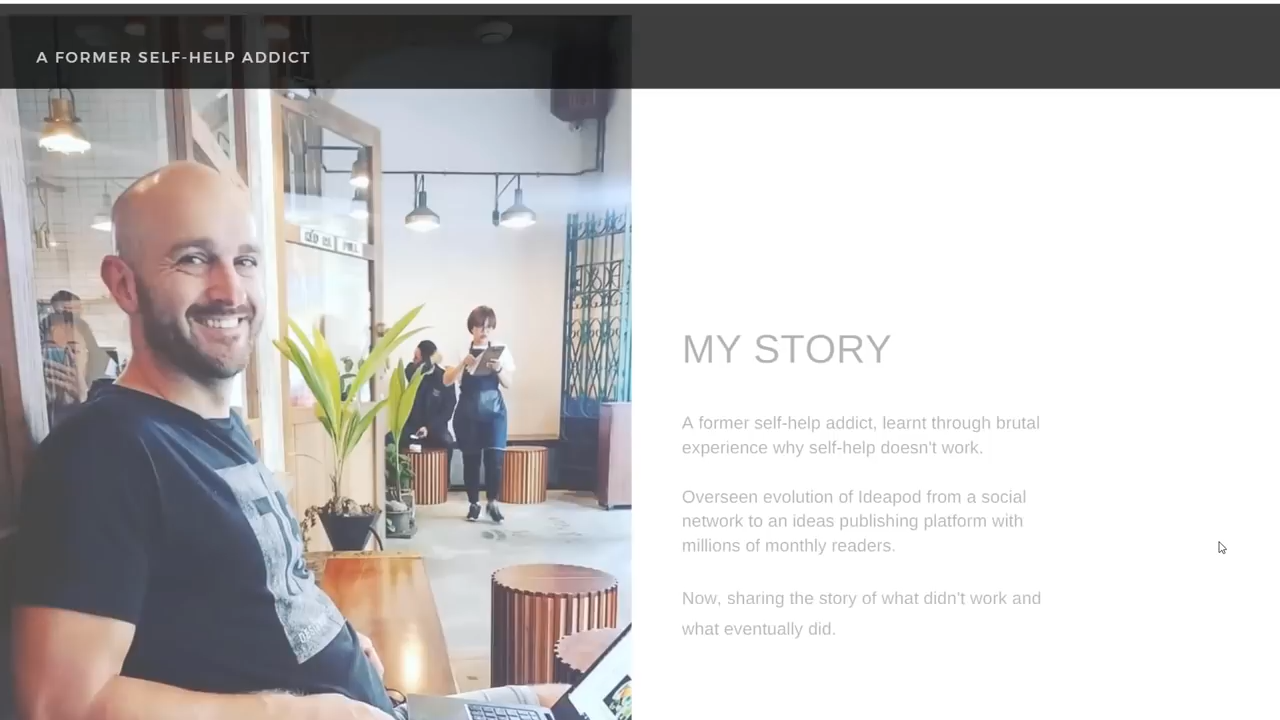 A FORMER SELF-HELP ADDICT
MY STORY
A former self-help addict, learnt through brutal
experience why self-help doesn't work.
Overseen evolution of Ideapod from a social
network to an ideas publishing platform with
millions of monthly readers.
Now, sharing the story of what didn't work and
what eventually did.